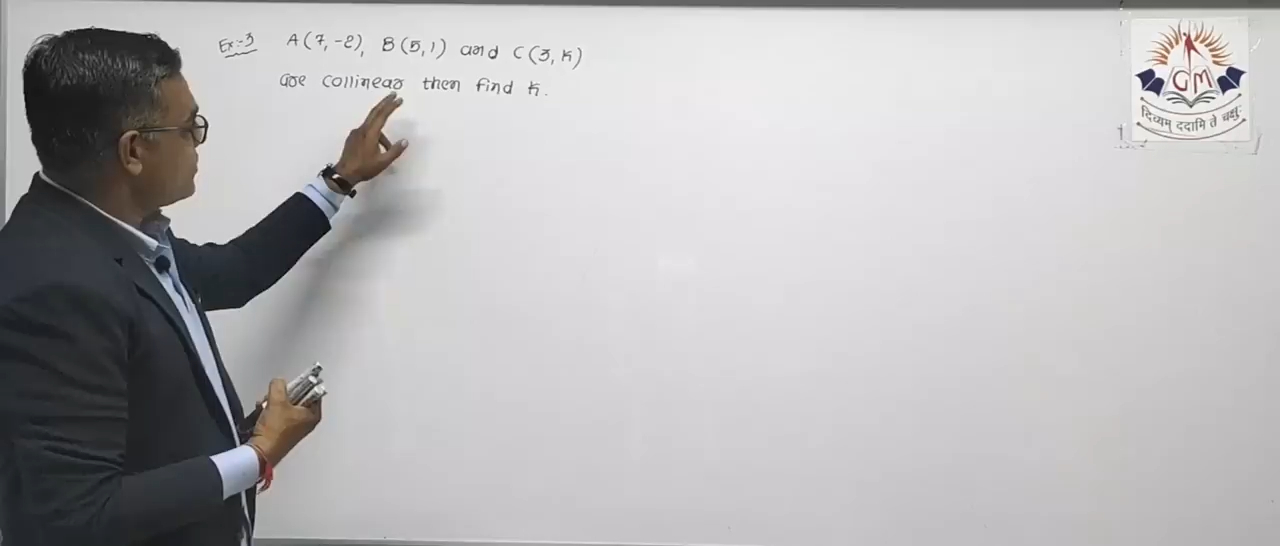 Ex:-3 A(7,-2), B(5,1) and C(3,k)
are collinear then find k.
GM
दिव्यम् ददामि ते चक्षुः